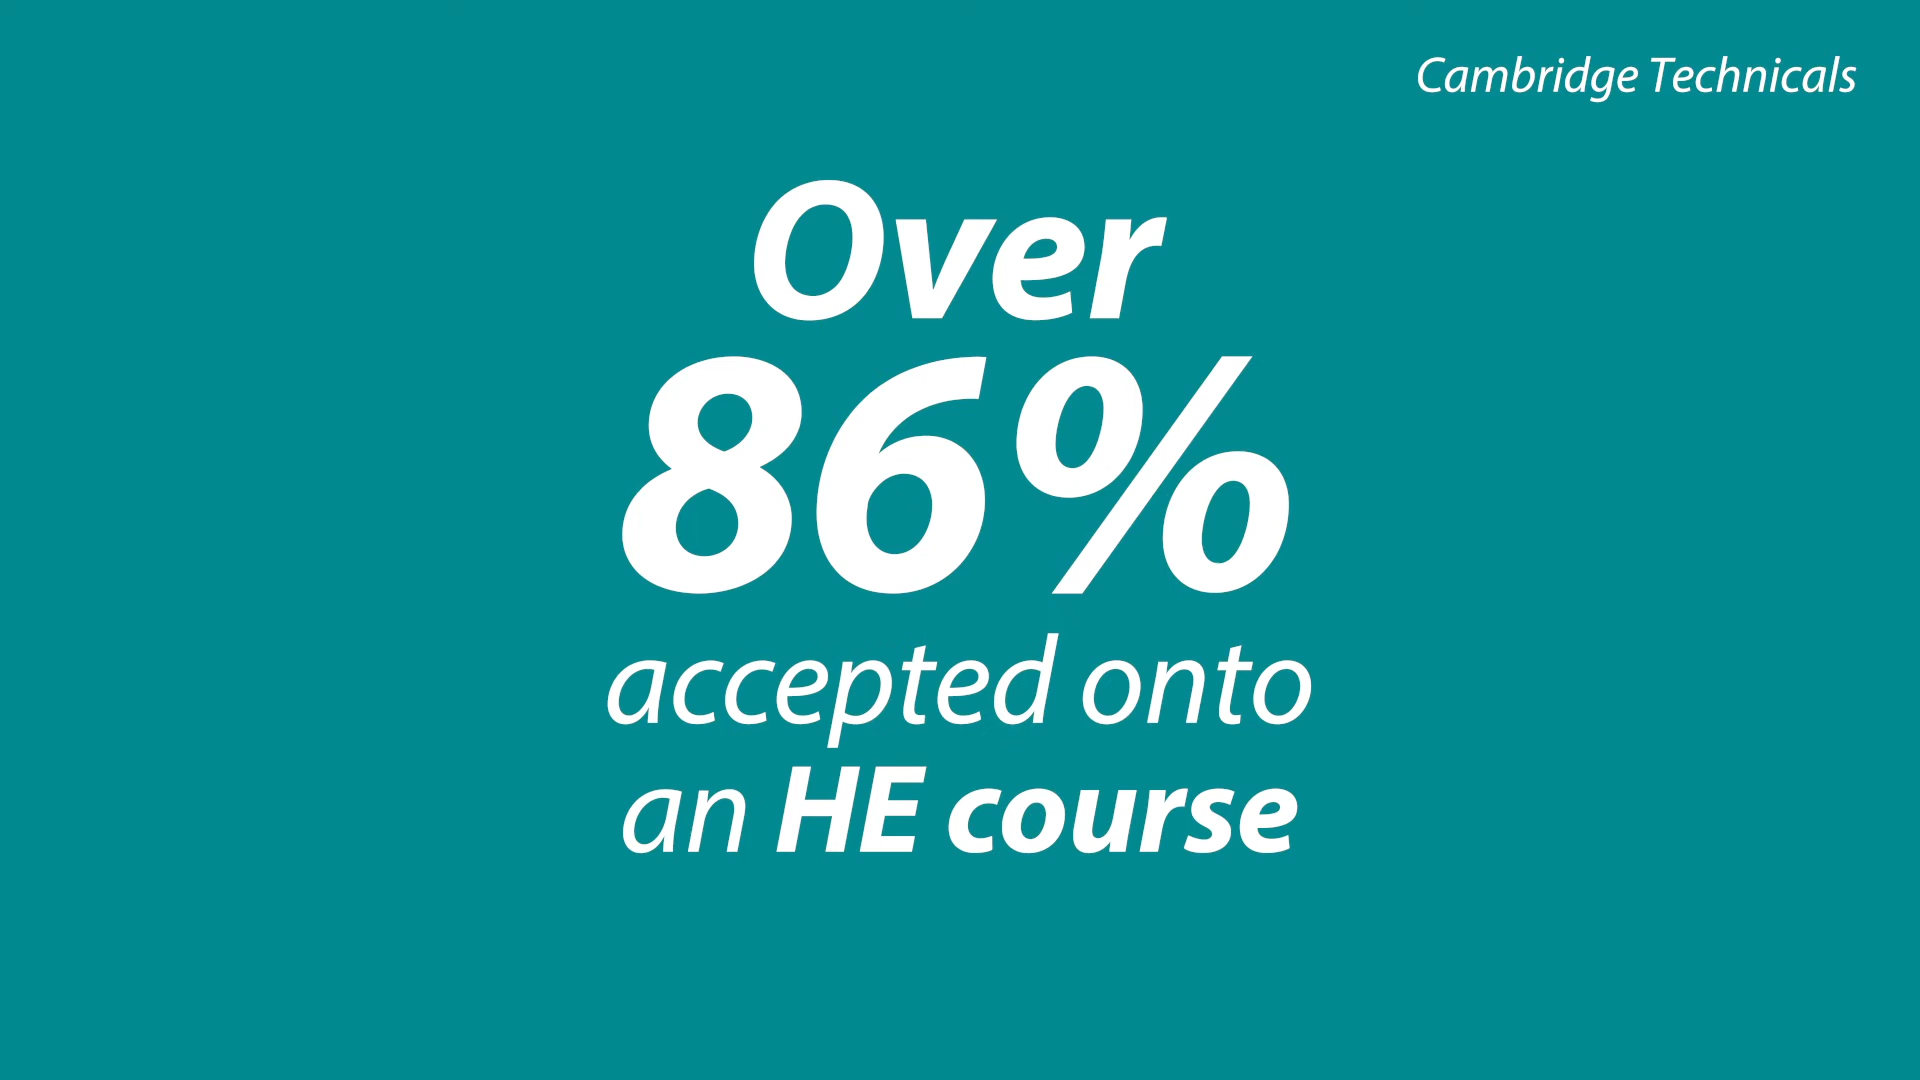 Cambridge Technicals
Over
86%
accepted onto
an HE course